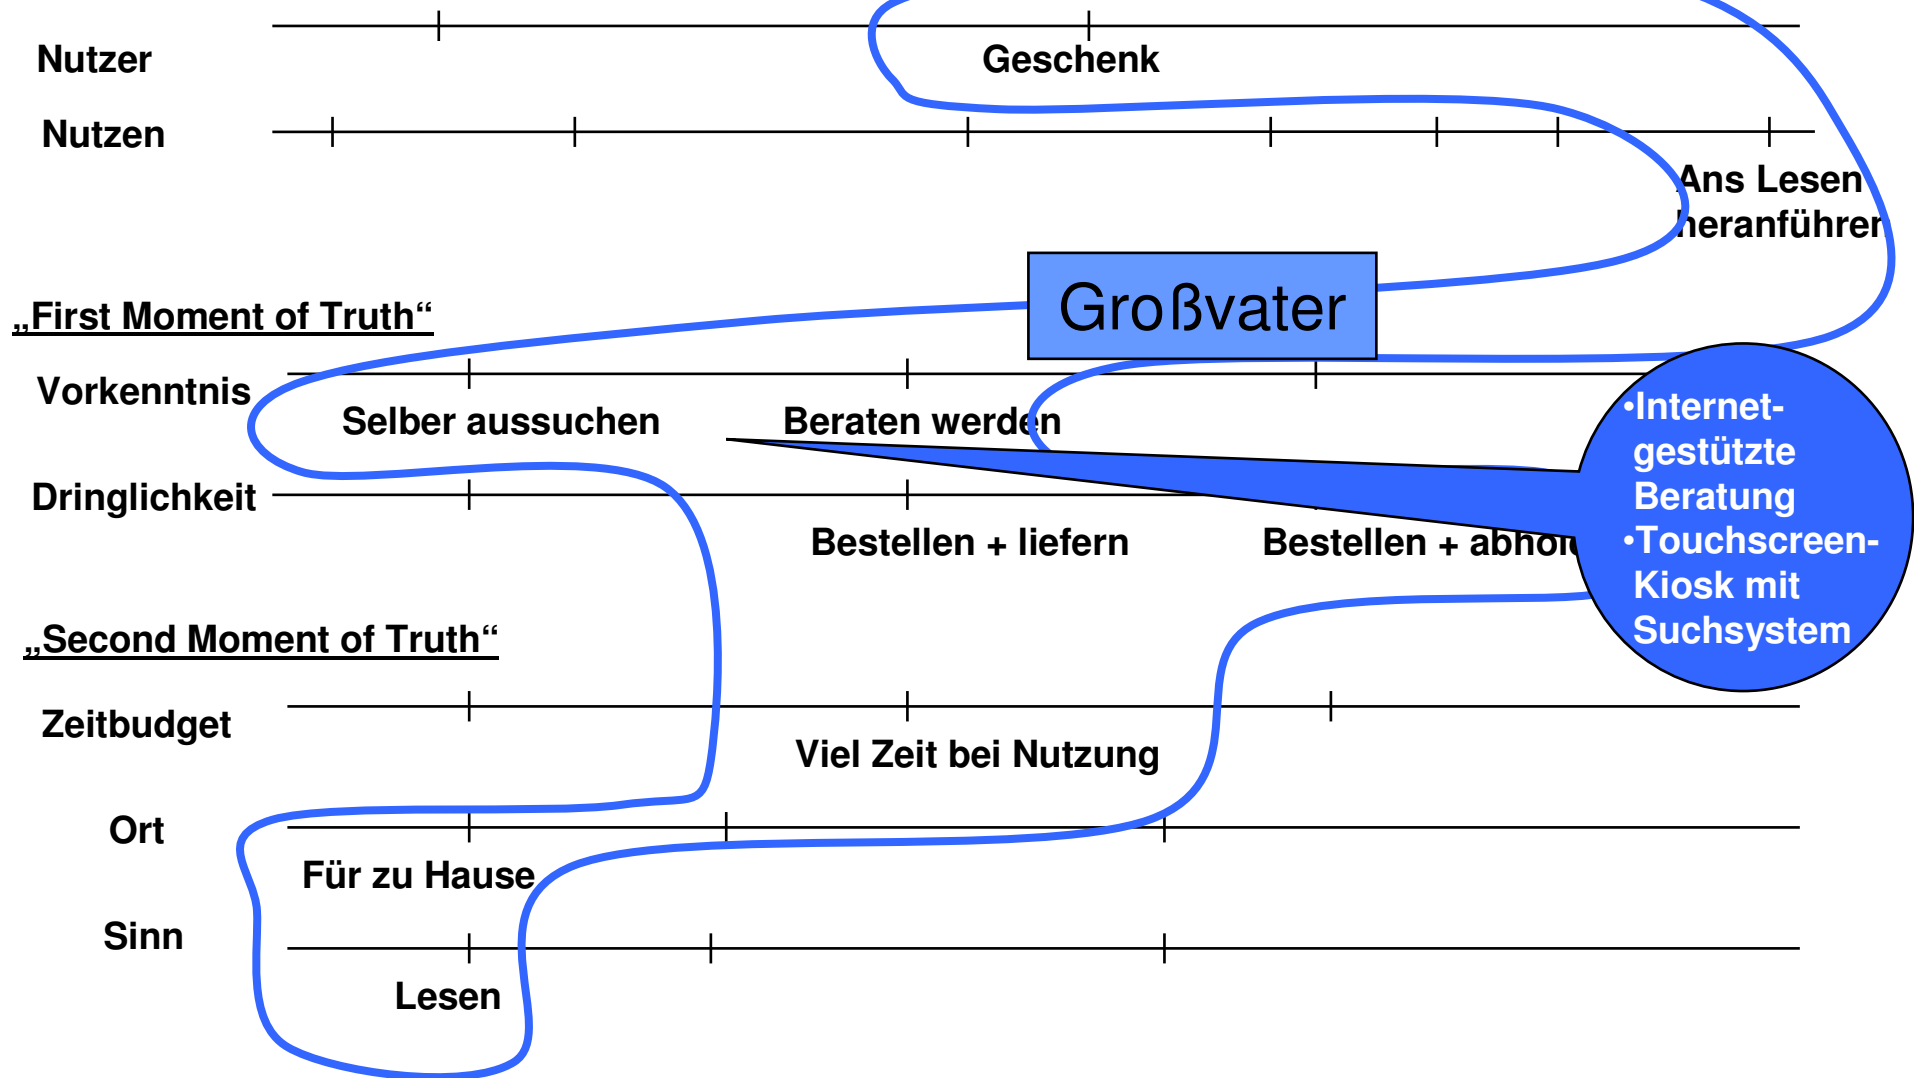 Nutzer
Geschenk
Nutzen
Ans Lesen
heranführen
Großvater
„First Moment of Truth“
Vorkenntnis
Selber aussuchen
Beraten werden
Dringlichkeit
Bestellen + liefern
Bestellen +
•Internet-
gestützte
Beratung
•Touchscreen-
Kiosk mit
Suchsystem
„Second Moment of Truth“
Zeitbudget
Viel Zeit bei Nutzung
Ort
Für zu Hause
Sinn
Lesen